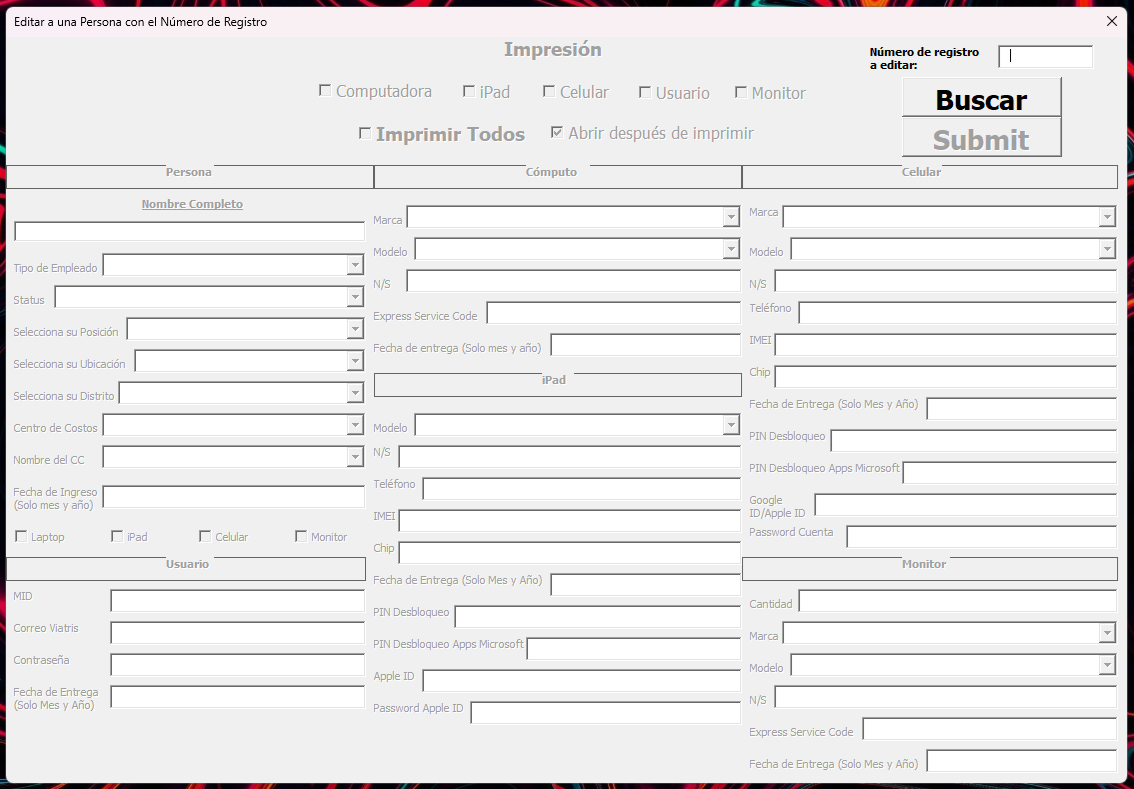 Editar a una Persona con el Número de Registro
Impresión
Número de registro
a editar:
Computadora
iPad
Celular
Usuario
Monitor
Buscar
Imprimir Todos
Abrir después de imprimir
Submit
Persona
Nombre Completo
Tipo de Empleado
Status
Selecciona su Posición
Selecciona su Ubicación
Selecciona su Distrito
Centro de Costos
Nombre del CC
Fecha de Ingreso
(Solo mes y año)
Laptop
iPad
Celular
Monitor
Usuario
MID
Correo Viatris
Contraseña
Fecha de Entrega
(Solo Mes y Año)
Cómputo
Marca
Modelo
N/S
Express Service Code
Fecha de entrega (Solo mes y año)
iPad
Modelo
N/S
Teléfono
IMEI
Chip
Fecha de Entrega (Solo Mes y Año)
PIN Desbloqueo
PIN Desbloqueo Apps Microsoft
Apple ID
Password Apple ID
Celular
Marca
Modelo
N/S
Teléfono
IMEI
Chip
Fecha de Entrega (Solo Mes y Año)
PIN Desbloqueo
PIN Desbloqueo Apps Microsoft
Google
ID/Apple ID
Password Cuenta
Monitor
Cantidad
Marca
Modelo
N/S
Express Service Code
Fecha de Entrega (Solo Mes y Año)